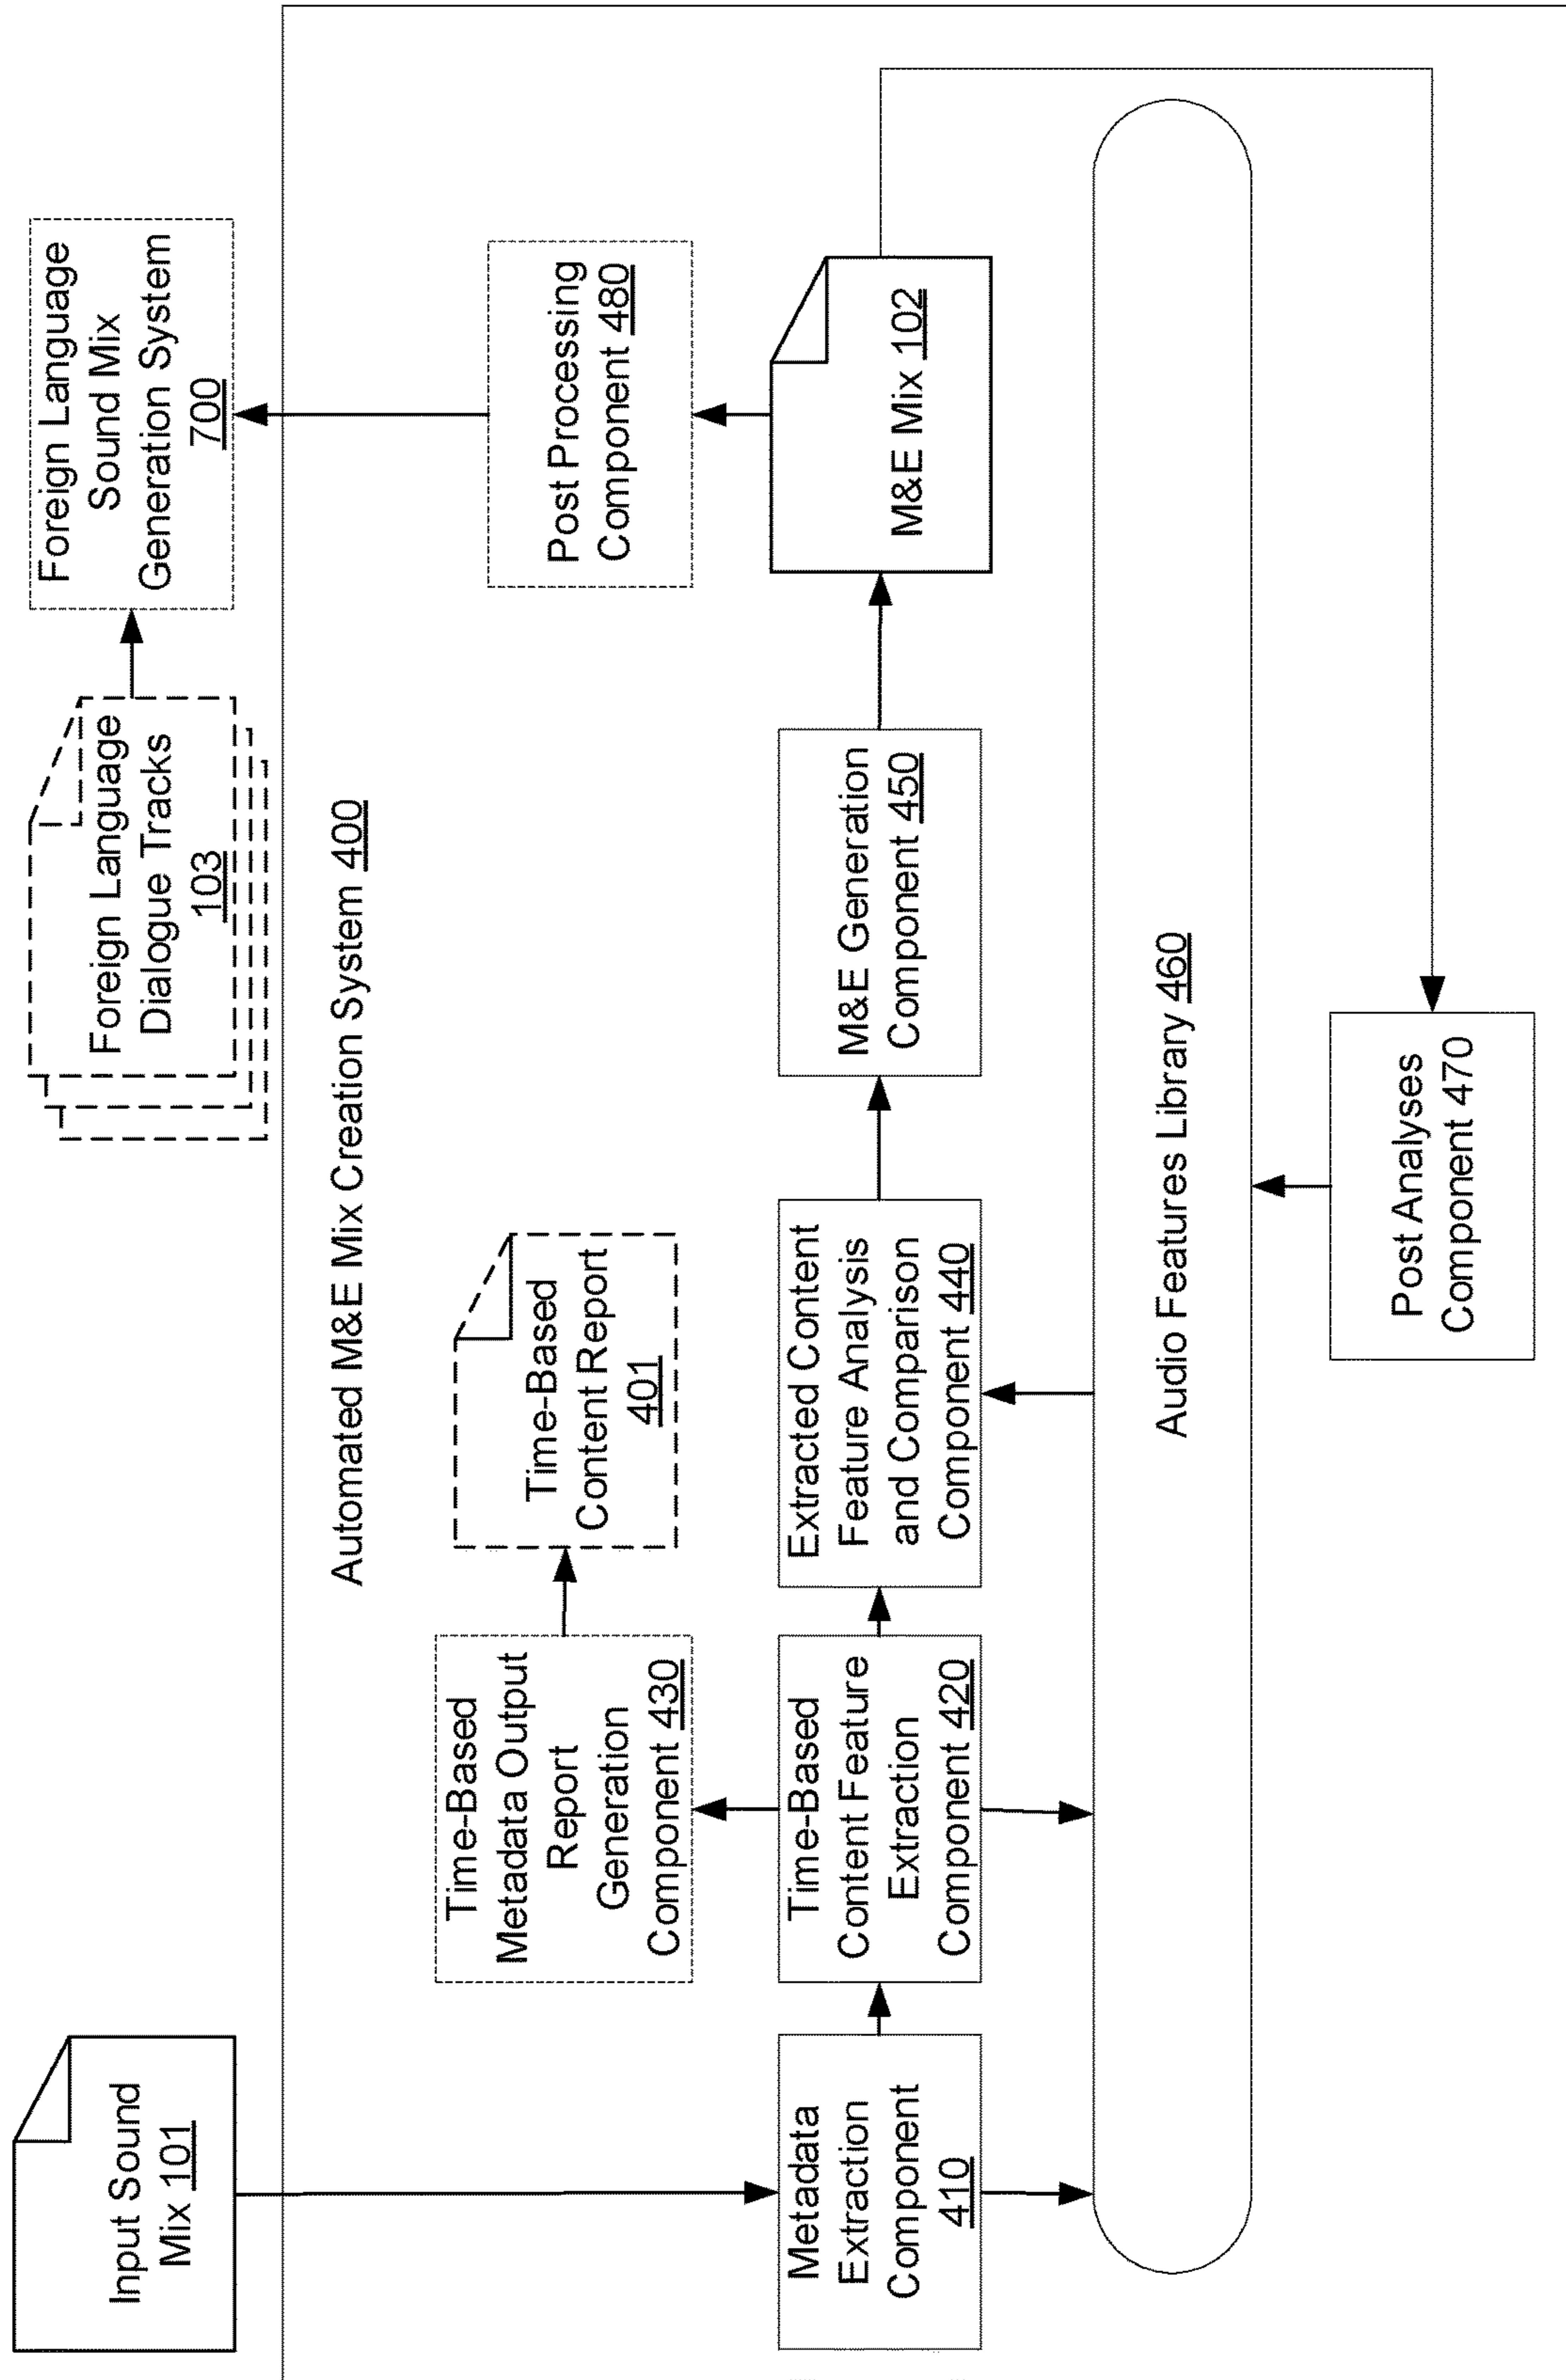 Input Sound
Mix 101
Foreign Language
Dialogue Tracks
103
Foreign Language
Sound Mix
Generation System
700
Automated M&E Mix Creation System 400
Time-Based
Metadata Output
Report
Generation
Component 430
Time-Based
Content Report
401
Post Processing
Component 480
Metadata
Extraction
Component
410
Time-Based
Content Feature
Extraction
Component 420
Extracted Content
Feature Analysis
and Comparison
Component 440
M&E Generation
Component 450
M&E Mix 102
Audio Features Library 460
Post Analyses
Component 470